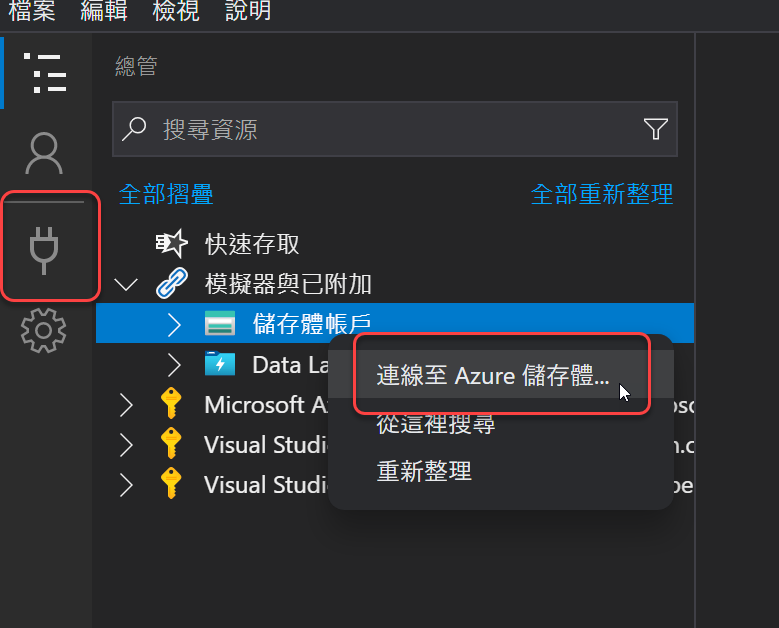 檔案 編輯 檢視 說明
總管
搜尋資源
全部摺疊 全部重新整理
快速存取
模擬器與已附加
儲存體帳戶
Data La
連線至 Azure 儲存體...
Microsoft A
從這裡搜尋
Visual Studi
重新整理
Visual Studi